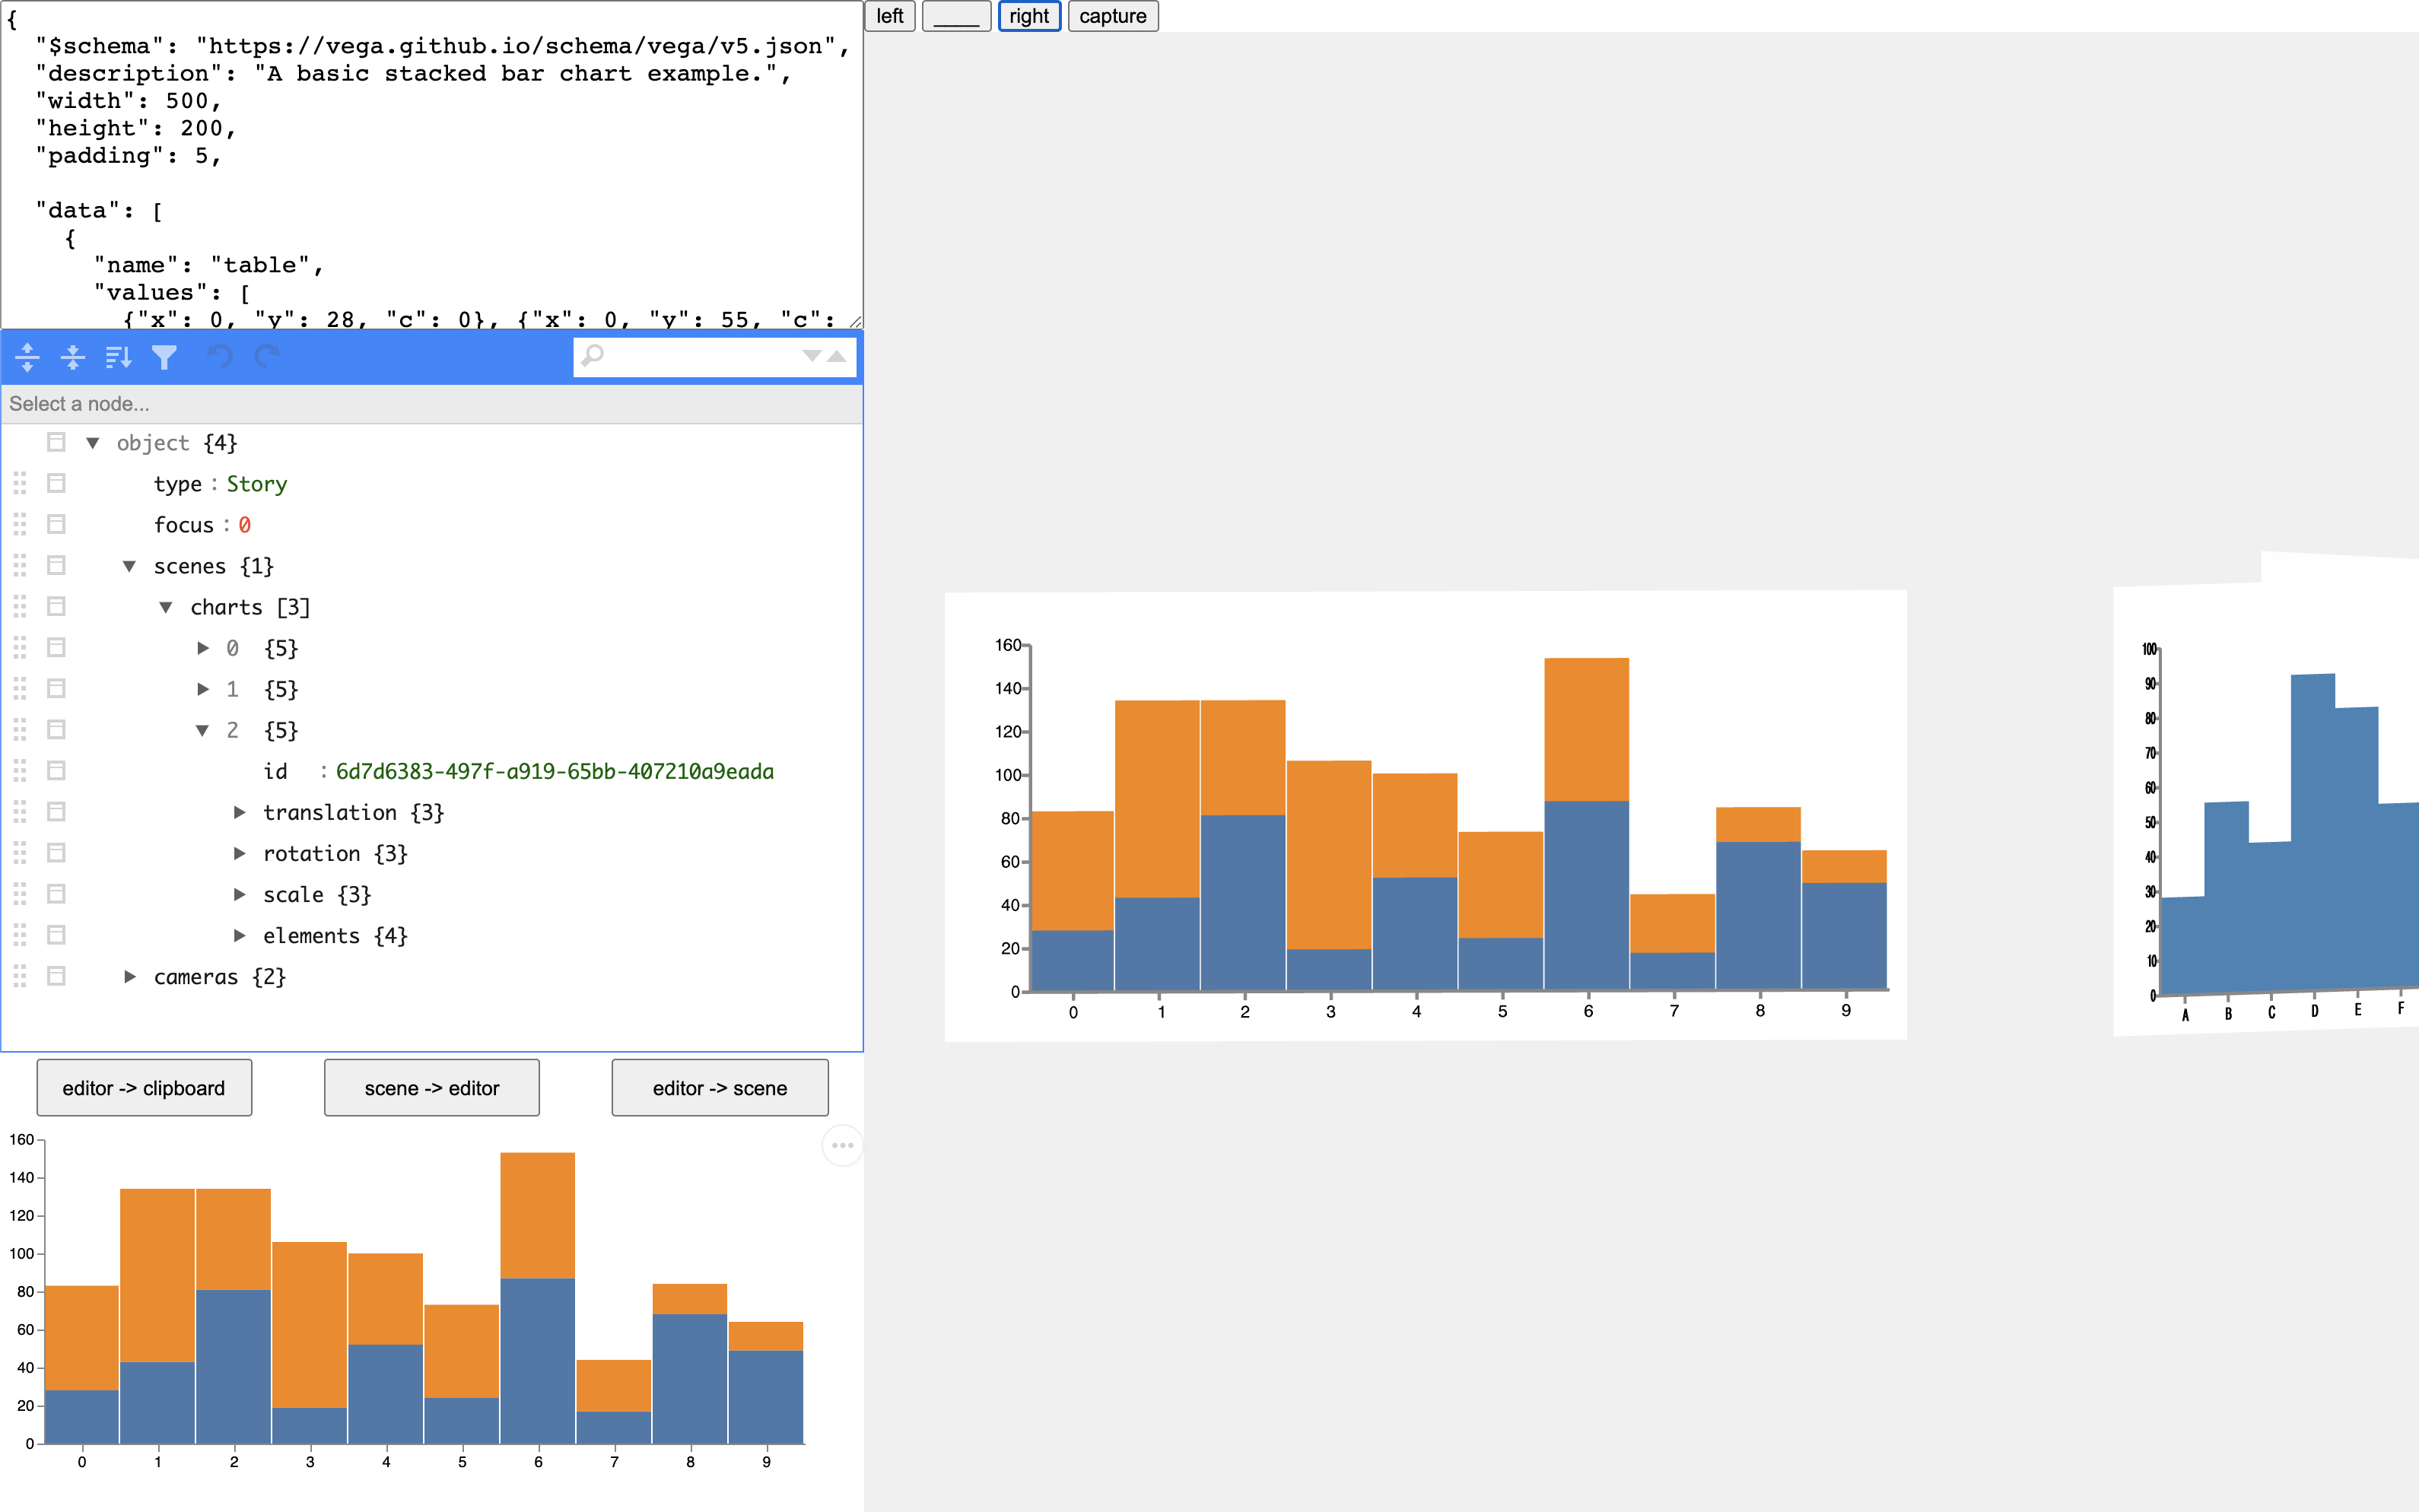 {
"$schema": "https://vega.github.io/schema/vega/v5.json",
"description": "A basic stacked bar chart example.",
"width": 500,
"height": 200,
"padding": 5,
"data": [
{
"name": "table",
"values": [
{"x": 0, "y": 28, "c": 0}, {"x": 0, "y": 55, "c":
Select a node...
object {4}
type : Story
focus : 0
scenes {1}
charts [3]
0 {5}
1 {5}
2 {5}
id : 6d7d6383-497f-a919-65bb-407210a9eada
translation {3}
rotation {3}
scale {3}
elements {4}
cameras {2}
editor -> clipboard scene -> editor editor -> scene
160
140
120
100
80
60
40
20
0
0 1 2 3 4 5 6 7 8 9
left ____ right capture
160
140
120
100
80
60
40
20
0
0 1 2 3 4 5 6 7 8 9
100
90
80
70
60
50
40
30
20
10
0
A B C D E F